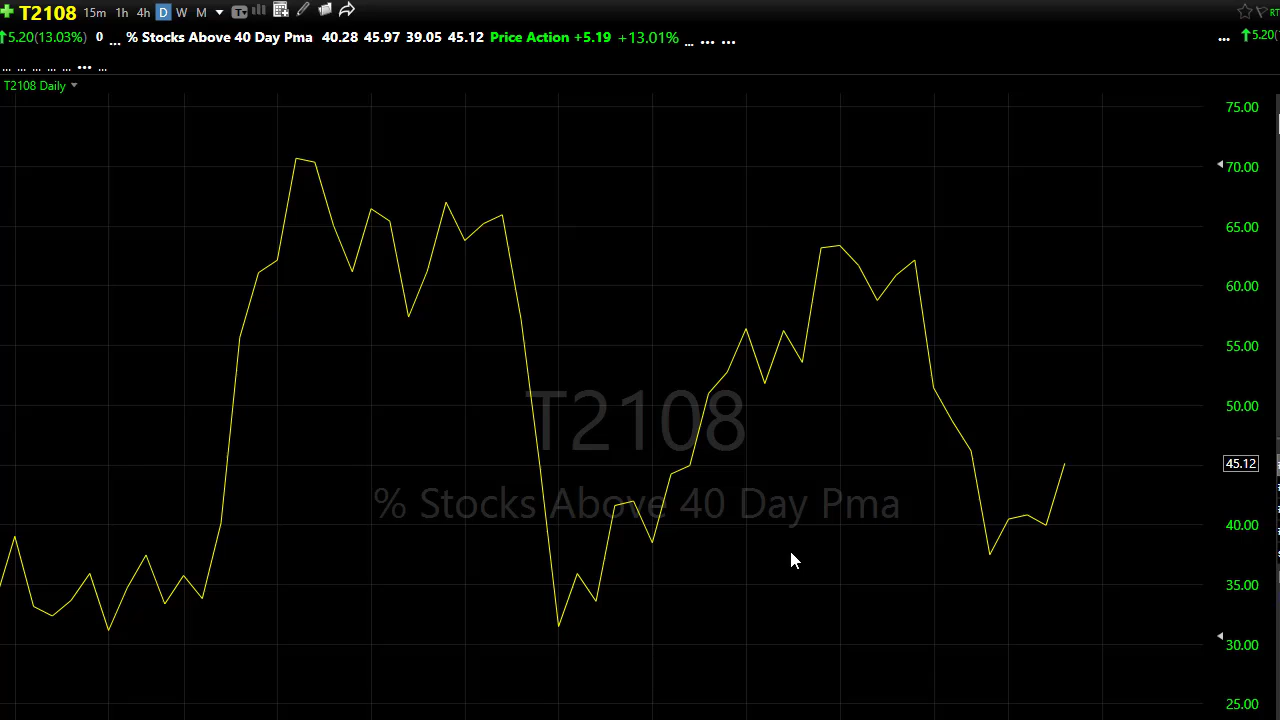 T2108 15m 1h 4h D W M T RT
5.20(13.03%) 0 ... % Stocks Above 40 Day Pma 40.28 45.97 39.05 45.12 Price Action +5.19 +13.01% ... ... ... ... 5.20(
... ... ... ... ... ... ...
T2108 Daily
75.00
70.00
65.00
60.00
55.00
50.00
T2108
45.12
% Stocks Above 40 Day Pma
40.00
35.00
30.00
25.00